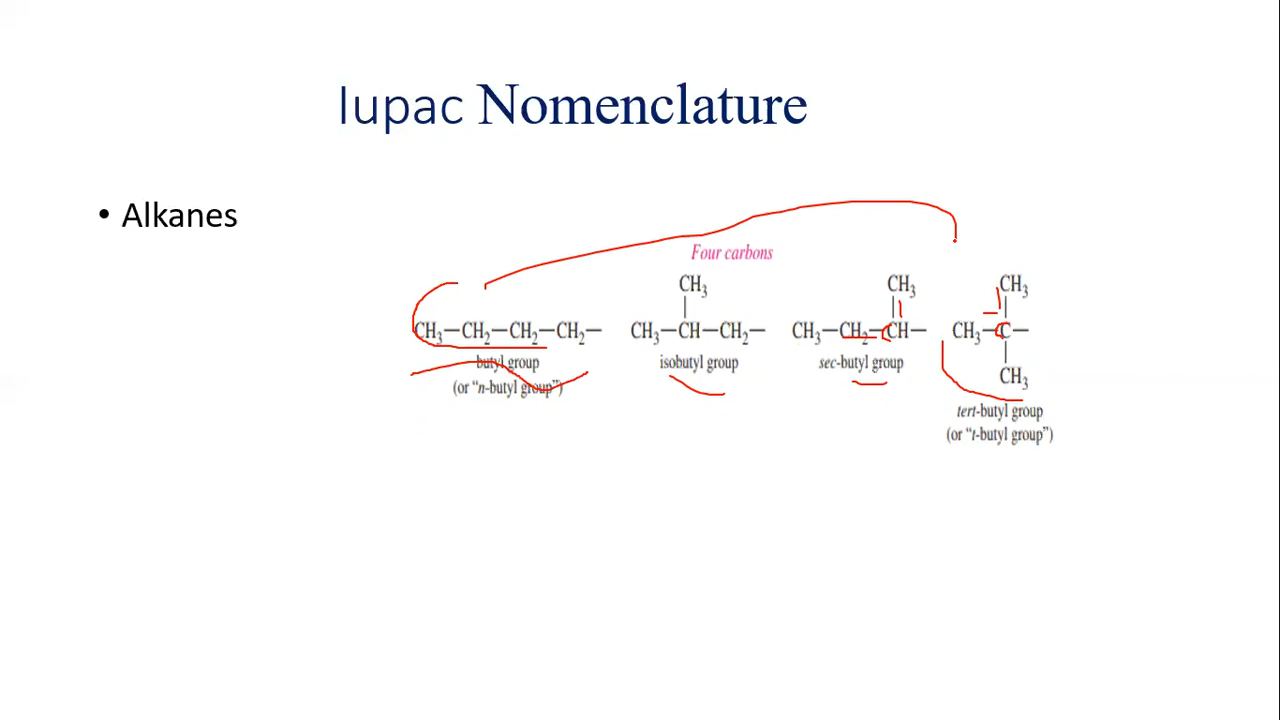 Iupac Nomenclature
• Alkanes
Four carbons
CH₃ CH₃ CH₃
CH₃—CH₂—CH₂—CH₂— CH₃—CH—CH₂— CH₃—CH₂—CH— CH₃—C—
butyl group isobutyl group sec-butyl group CH₃
(or “n-butyl group”) tert-butyl group
(or “t-butyl group”)